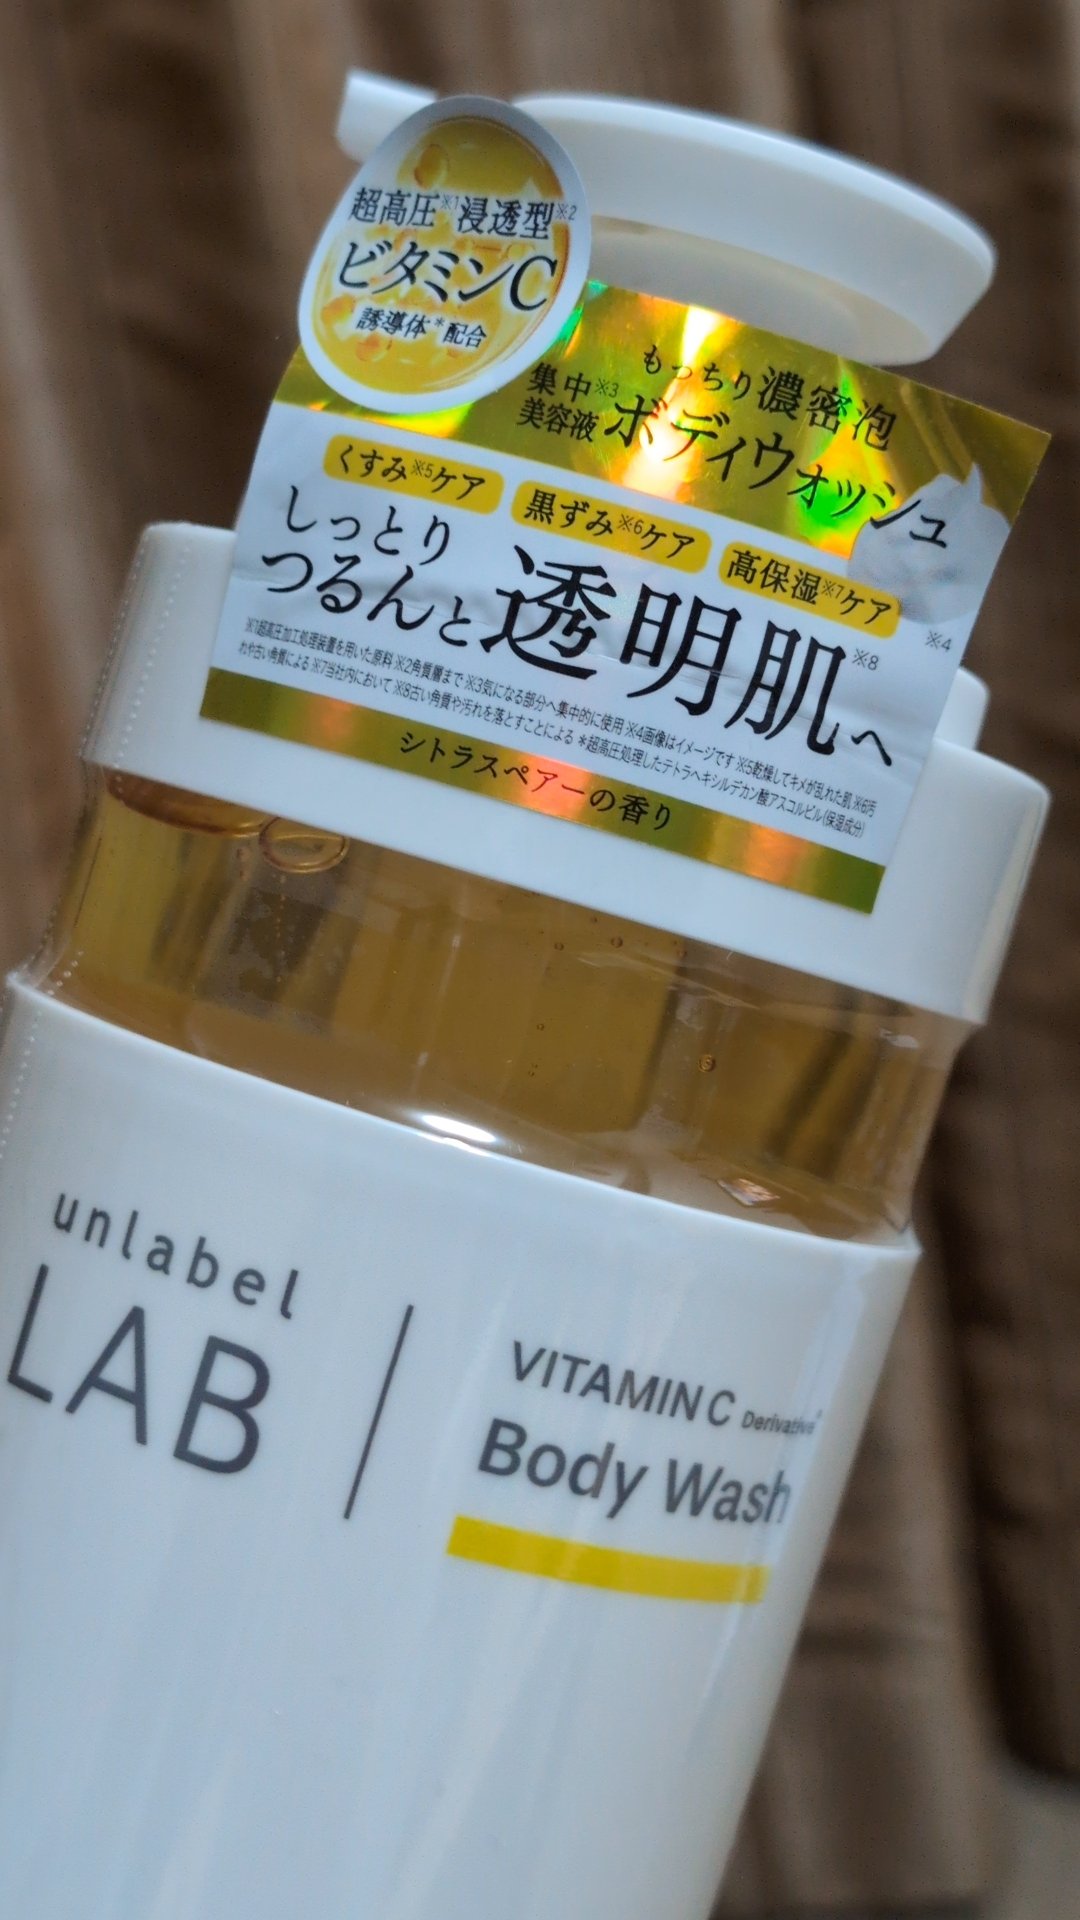 超高圧※1浸透型※2
ビタミンC
誘導体*配合
もっちり濃密泡
集中※3
美容液
ボディウォッシュ
くすみ※5ケア
黒ずみ※6ケア
高保湿※7ケア
※4
しっとり
つるんと
透明肌※8へ
※1超高圧加工処理装置を用いた原料 ※2角質層まで ※3気になる部分へ集中的に使用 ※4画像はイメージです ※5乾燥してキメが乱れた肌 ※6汚
れや古い角質による ※7当社内において ※8古い角質や汚れを落とすことによる *超高圧処理したテトラヘキシルデカン酸アスコルビル(保湿成分)
シトラスペアーの香り
unlabel
LAB
VITAMIN C Derivative*
Body Wash